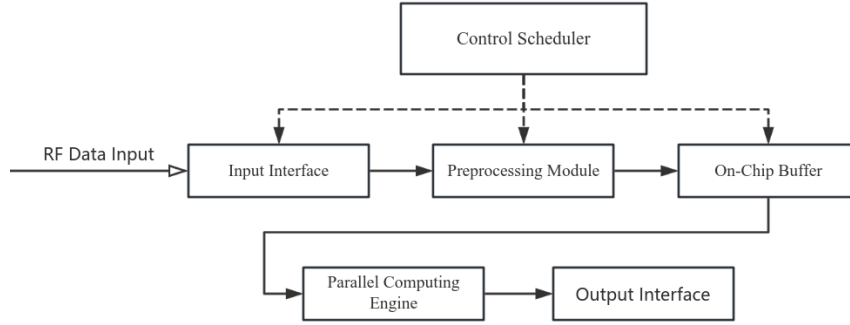 Control Scheduler
RF Data Input
Input Interface
Preprocessing Module
On-Chip Buffer
Parallel Computing
Engine
Output Interface